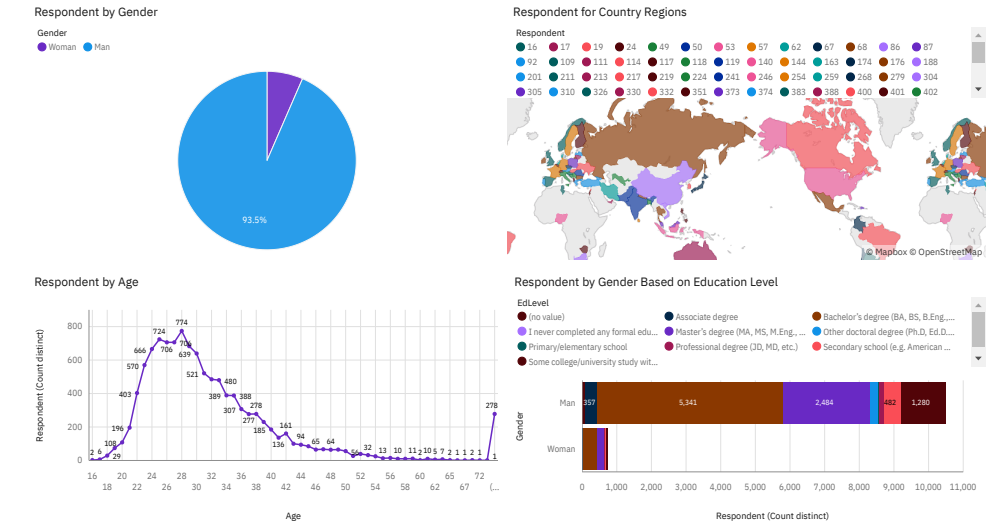 Respondent by Gender
Gender
Woman Man
93.5%
Respondent for Country Regions
Respondent
16 17 19 24 49 50 53 57 62 67 68 86 87
92 109 111 114 117 118 119 140 144 163 174 176 188
201 211 213 217 219 224 241 246 254 259 268 279 304
305 310 326 330 332 351 373 374 383 388 400 401 402
© Mapbox © OpenStreetMap
Respondent by Age
Respondent (Count distinct)
800
600
400
200
0
2 6 29 108 196 403 570 666 724 706 774 706 639 521 389 480 307 388 277 278 185 136 161 94 65 64 56 32 13 10 11 2 10 5 7 2 1 1 2 1 278 1
16 20 24 28 32 36 40 44 48 52 56 60 65 72
18 22 26 30 34 38 42 46 50 54 58 62 67 (...
Age
Respondent by Gender Based on Education Level
EdLevel
(no value) Associate degree Bachelor's degree (BA, BS, B.Eng.,...
I never completed any formal edu... Master's degree (MA, MS, M.Eng., ... Other doctoral degree (Ph.D, Ed.D....
Primary/elementary school Professional degree (JD, MD, etc.) Secondary school (e.g. American ...
Some college/university study wit...
Gender
Man
357 5,341 2,484 482 1,280
Woman
0 1,000 2,000 3,000 4,000 5,000 6,000 7,000 8,000 9,000 10,000 11,000
Respondent (Count distinct)